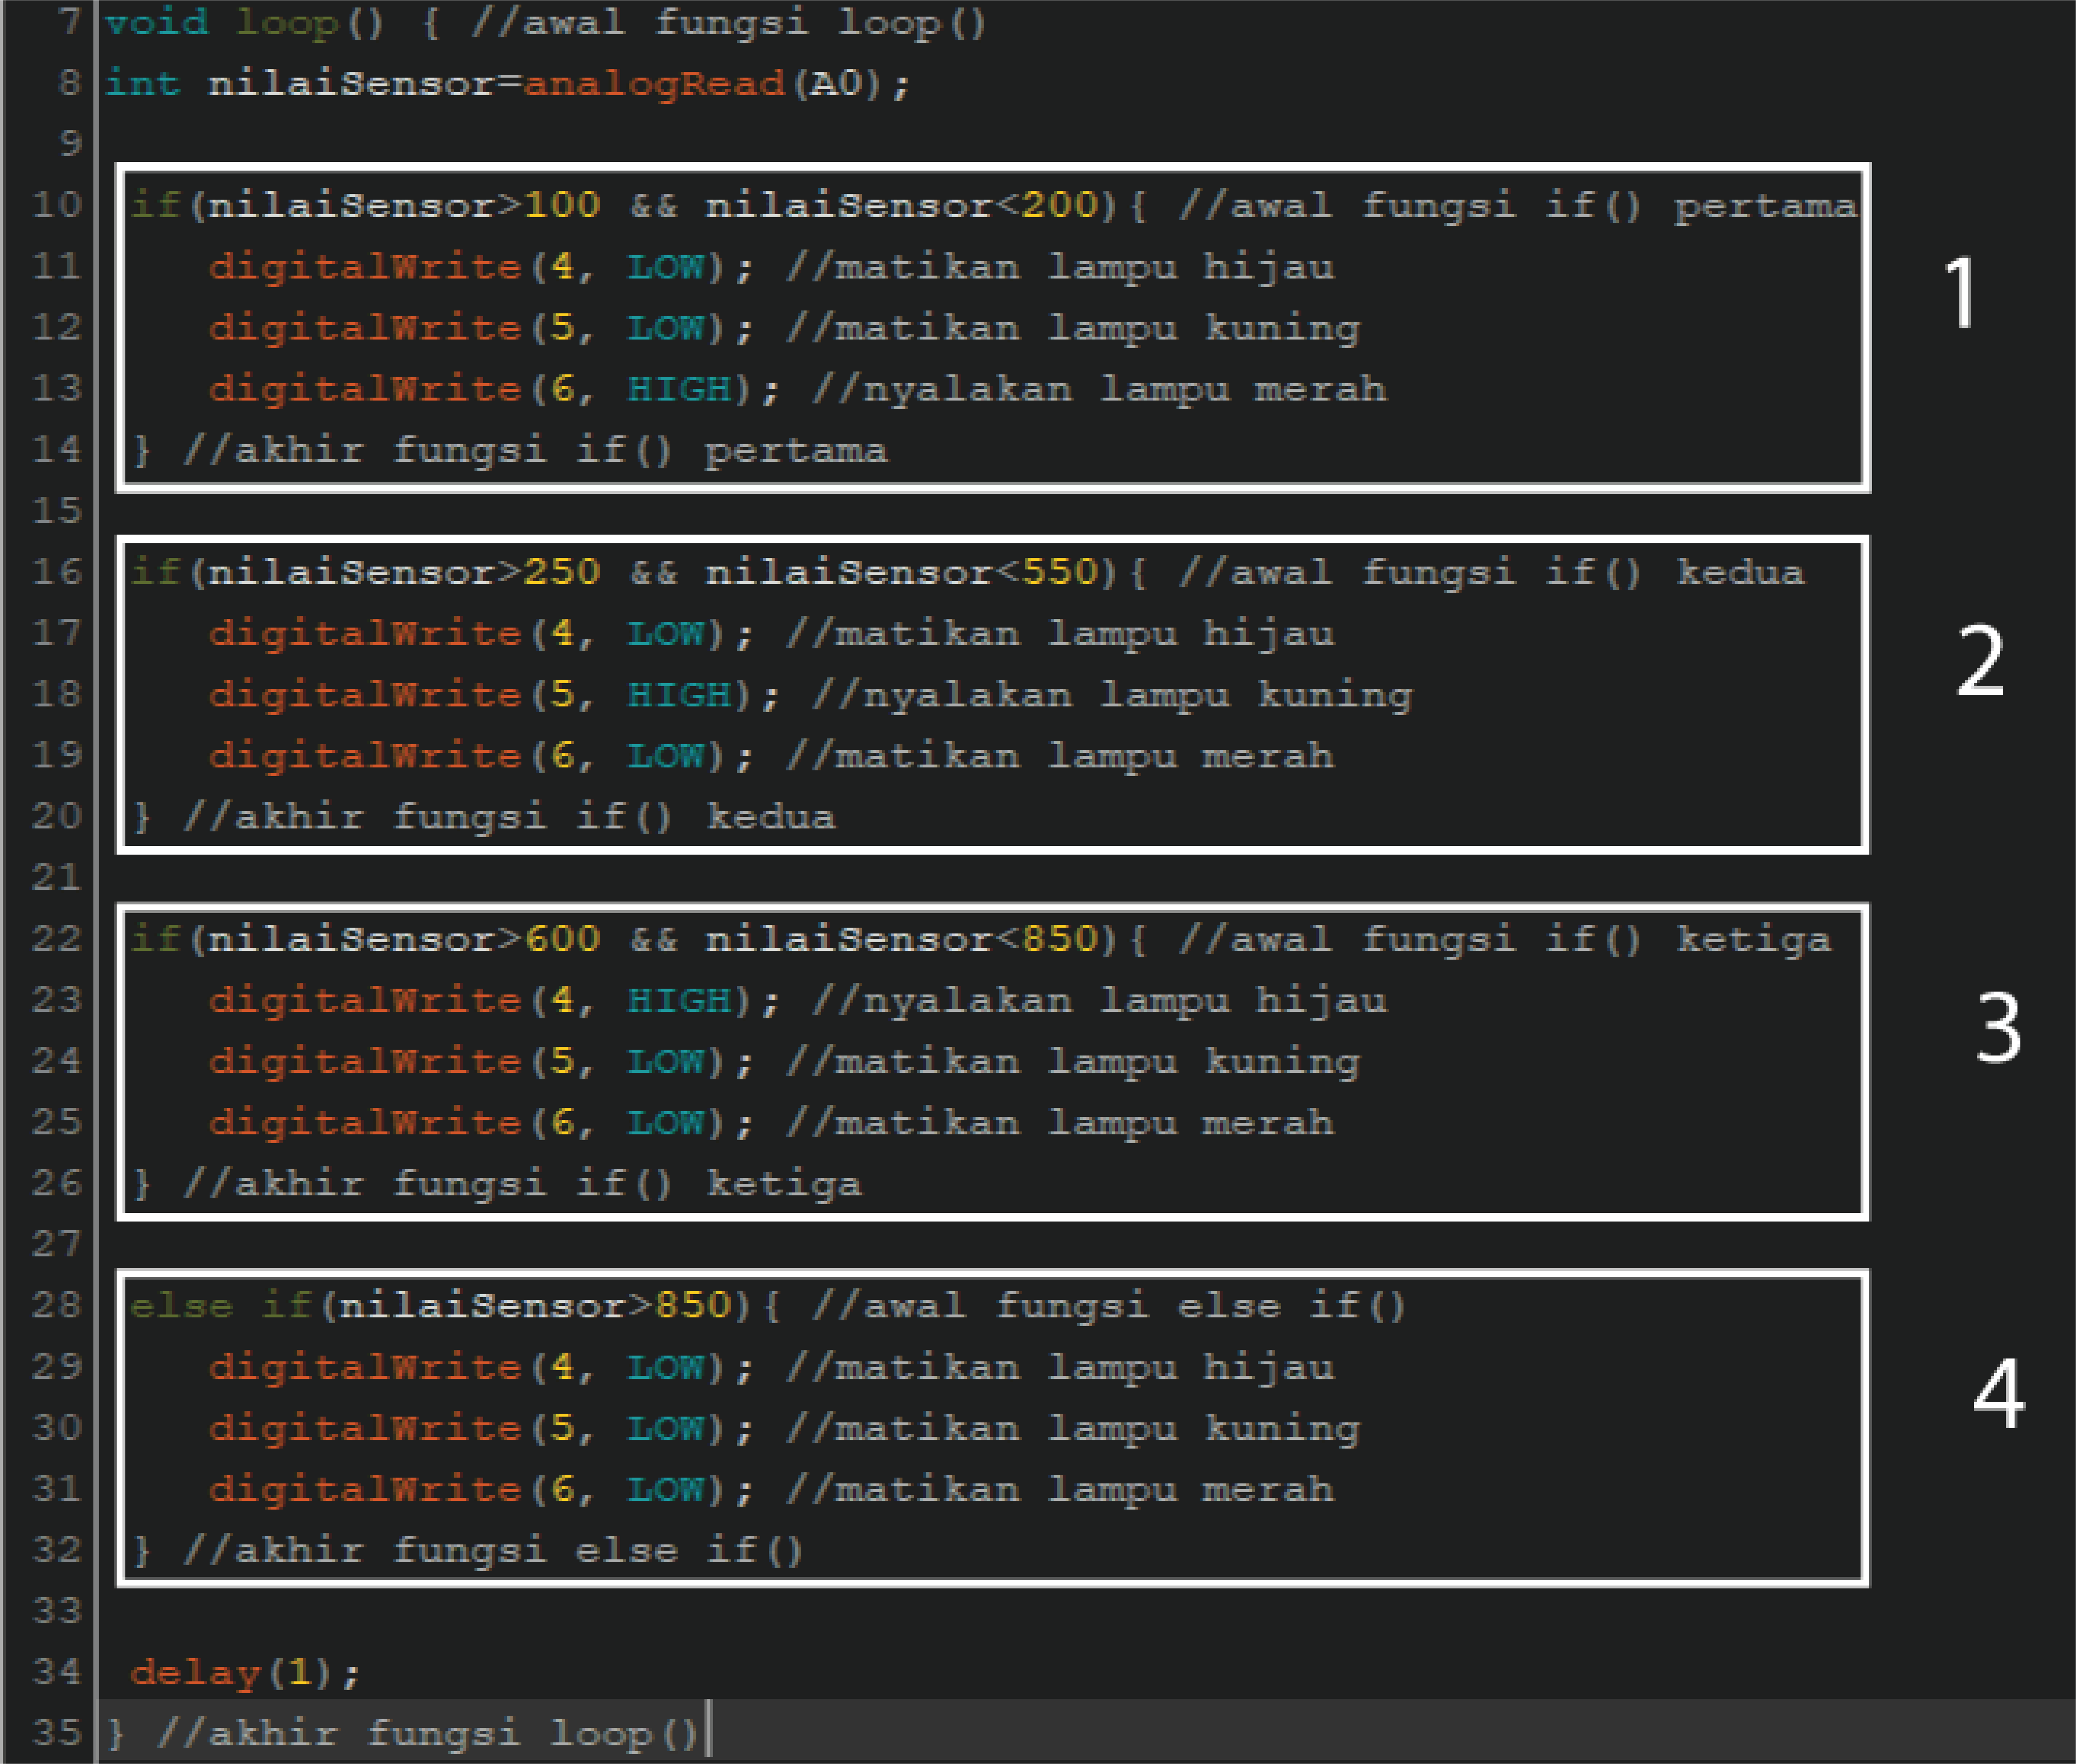 7 void loop() { //awal fungsi loop()
8 int nilaiSensor=analogRead(A0);
9
10 if(nilaiSensor>100 && nilaiSensor<200){ //awal fungsi if() pertama
11 digitalWrite(4, LOW); //matikan lampu hijau
12 digitalWrite(5, LOW); //matikan lampu kuning
13 digitalWrite(6, HIGH); //nyalakan lampu merah
14 } //akhir fungsi if() pertama
1
15
16 if(nilaiSensor>250 && nilaiSensor<550){ //awal fungsi if() kedua
17 digitalWrite(4, LOW); //matikan lampu hijau
18 digitalWrite(5, HIGH); //nyalakan lampu kuning
19 digitalWrite(6, LOW); //matikan lampu merah
20 } //akhir fungsi if() kedua
2
21
22 if(nilaiSensor>600 && nilaiSensor<850){ //awal fungsi if() ketiga
23 digitalWrite(4, HIGH); //nyalakan lampu hijau
24 digitalWrite(5, LOW); //matikan lampu kuning
25 digitalWrite(6, LOW); //matikan lampu merah
26 } //akhir fungsi if() ketiga
3
27
28 else if(nilaiSensor>850){ //awal fungsi else if()
29 digitalWrite(4, LOW); //matikan lampu hijau
30 digitalWrite(5, LOW); //matikan lampu kuning
31 digitalWrite(6, LOW); //matikan lampu merah
32 } //akhir fungsi else if()
4
33
34 delay(1);
35 } //akhir fungsi loop()